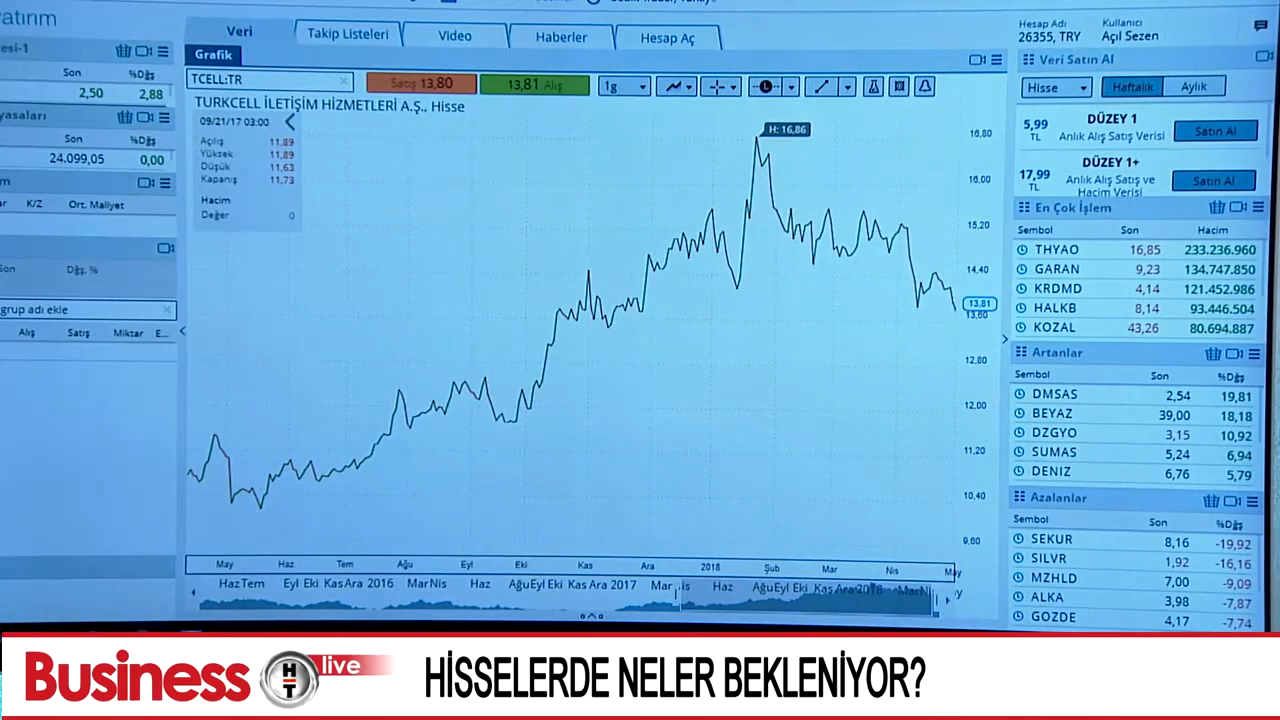 atırım
esi-1
Son %Dğş
2,50 2,88
yasaları
Son %Dğş
24.099,05 0,00
m
ar K/Z Ort. Maliyet
Son Dğş. %
grup adı ekle
Alış Satış Miktar E...
Veri Takip Listeleri Video Haberler Hesap Aç
Grafik
TCELL:TR Satış 13,80 13,81 Alış 1g
TURKCELL İLETİŞİM HİZMETLERİ A.Ş., Hisse
09/21/17 03:00
Açılış 11,89
Yüksek 11,89
Düşük 11,63
Kapanış 11,73
Hacim
Değer 0
H: 16,86
16,80
16,00
15,20
14,40
13,81
13,60
12,80
12,00
11,20
10,40
9,60
May Haz Tem Ağu Eyl Eki Kas Ara 2018 Şub Mar Nis May
Haz Tem Eyl Eki Kas Ara 2016 Mar Nis Haz Ağu Eyl Eki Kas Ara 2017 Mar Nis Haz Ağu Eyl Eki Kas Ara 2018 Mar Ni
Hesap Adı Kullanıcı
26355, TRY Açıl Sezen
Veri Satın Al
Hisse Haftalık Aylık
DÜZEY 1
5,99 TL Anlık Alış Satış Verisi Satın Al
DÜZEY 1+
17,99 TL Anlık Alış Satış ve Hacim Verisi Satın Al
En Çok İşlem
Sembol Son Hacim
THYAO 16,85 233.236.960
GARAN 9,23 134.747.850
KRDMD 4,14 121.452.986
HALKB 8,14 93.446.504
KOZAL 43,26 80.694.887
Artanlar
Sembol Son %Dğş
DMSAS 2,54 19,81
BEYAZ 39,00 18,18
DZGYO 3,15 10,92
SUMAS 5,24 6,94
DENIZ 6,76 5,79
Azalanlar
Sembol Son %Dğş
SEKUR 8,16 -19,92
SILVR 1,92 -16,16
MZHLD 7,00 -9,09
ALKA 3,98 -7,87
GOZDE 4,17 -7,74
Business HT live
HİSSELERDE NELER BEKLENİYOR?